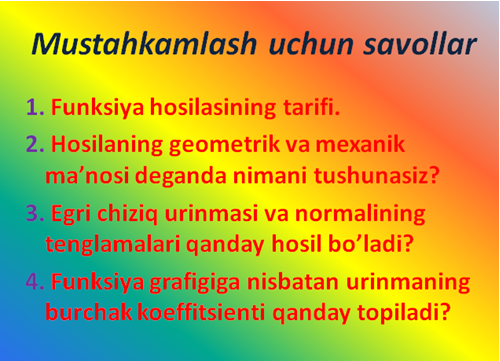 Mustahkamlash uchun savollar
1. Funksiya hosilasining tarifi.
2. Hosilaning geometrik va mexanik
ma’nosi deganda nimani tushunasiz?
3. Egri chiziq urinmasi va normalining
tenglamalari qanday hosil bo’ladi?
4. Funksiya grafigiga nisbatan urinmaning
burchak koeffitsienti qanday topiladi?